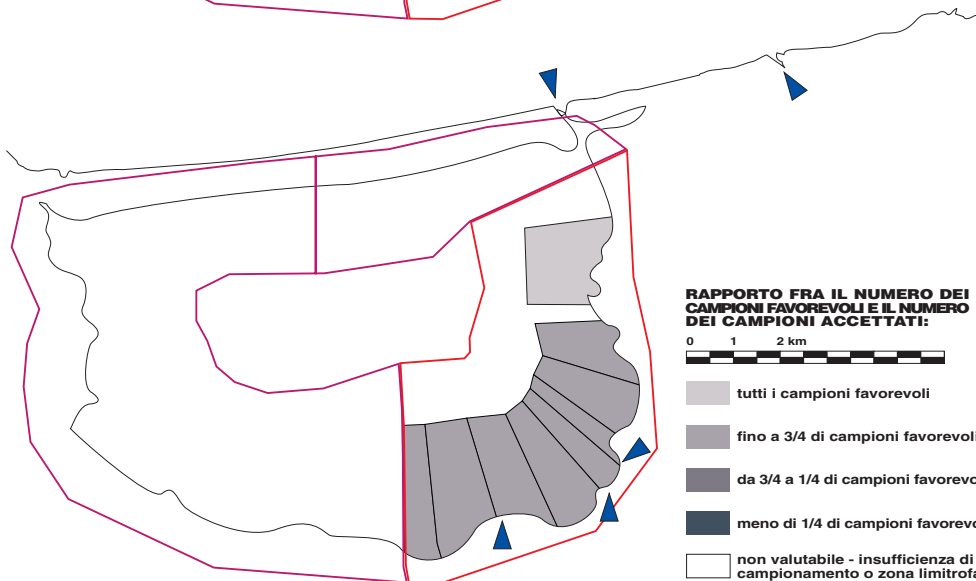 RAPPORTO FRA IL NUMERO DEI
CAMPIONI FAVOREVOLI E IL NUMERO
DEI CAMPIONI ACCETTATI:
0 1 2 km
tutti i campioni favorevoli
fino a 3/4 di campioni favorevoli
da 3/4 a 1/4 di campioni favorevo
meno di 1/4 di campioni favorevo
non valutabile - insufficienza di
campionamento o zona limitrofa